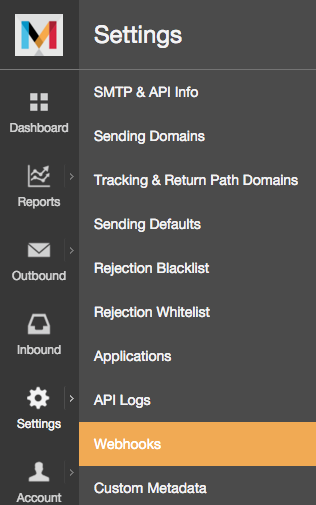 Settings
SMTP & API Info
Sending Domains
Tracking & Return Path Domains
Sending Defaults
Rejection Blacklist
Rejection Whitelist
Applications
API Logs
Webhooks
Custom Metadata
Dashboard
Reports
Outbound
Inbound
Settings
Account